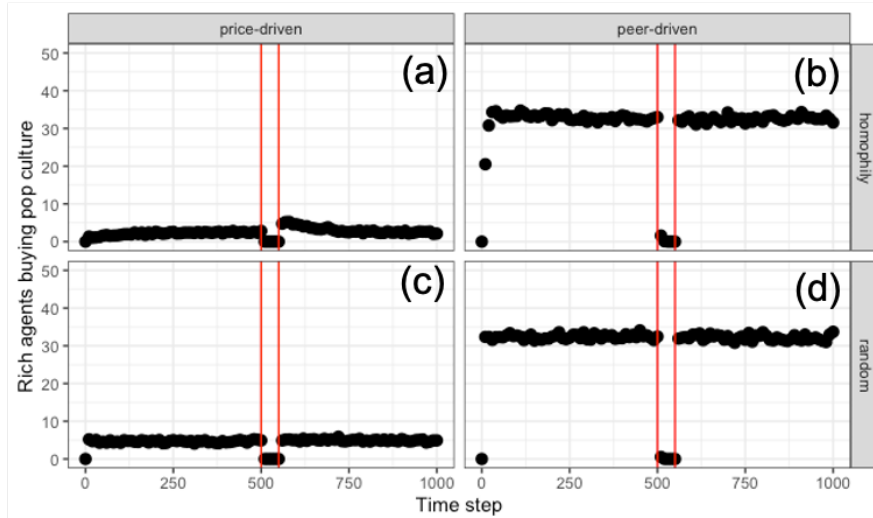 price-driven peer-driven
50 (a) (b)
40
30
20
10
0
homophily
50 (c) (d)
40
30
20
10
0
random
Rich agents buying pop culture
0 250 500 750 1000 0 250 500 750 1000
Time step